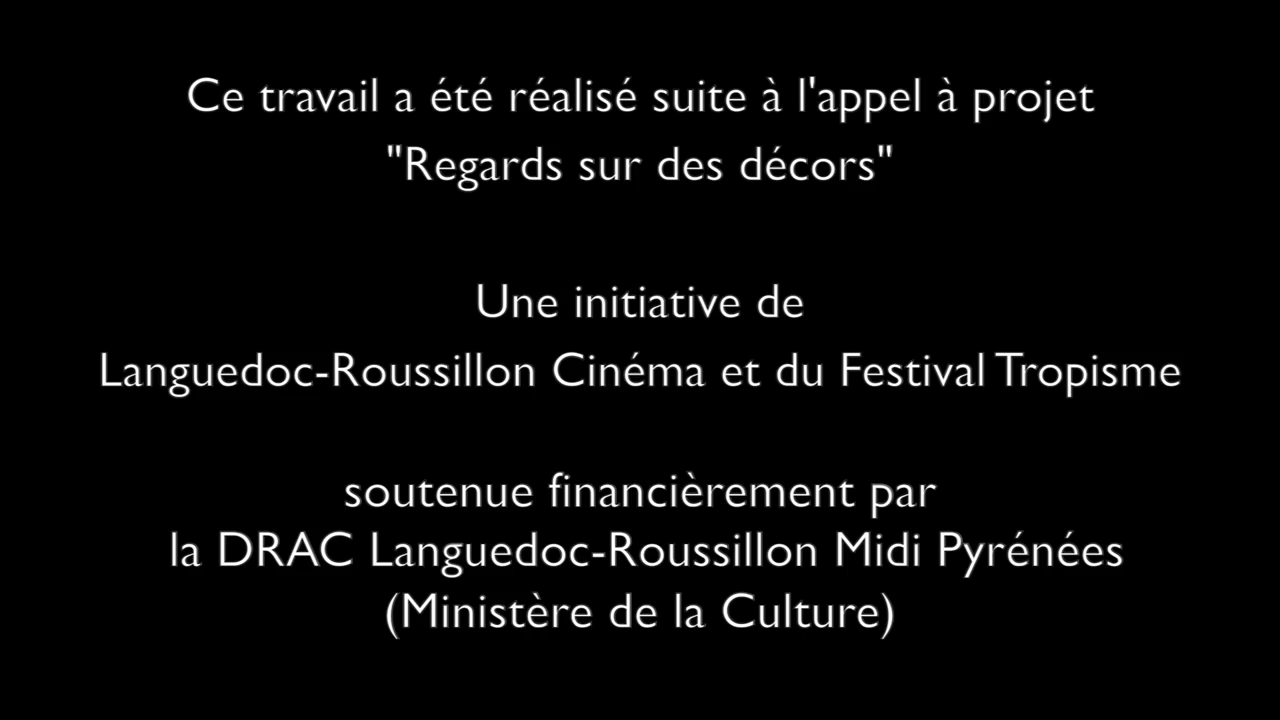 Ce travail a été réalisé suite à l'appel à projet
"Regards sur des décors"
Une initiative de
Languedoc-Roussillon Cinéma et du Festival Tropisme
soutenue financièrement par
la DRAC Languedoc-Roussillon Midi Pyrénées
(Ministère de la Culture)